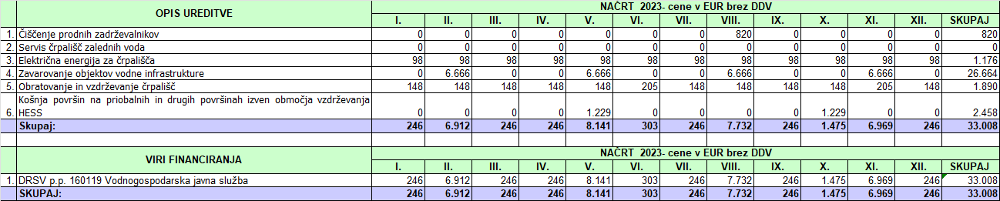 OPIS UREDITVE NAČRT 2023- cene v EUR brez DDV
I. II. III. IV. V. VI. VII. VIII. IX. X. XI. XII. SKUPAJ
1. Čiščenje prodnih zadrževalnikov 0 0 0 0 0 0 0 820 0 0 0 0 820
2. Servis črpališč zalednih voda 0 0 0 0 0 0 0 0 0 0 0 0 0
3. Električna energija za črpališča 98 98 98 98 98 98 98 98 98 98 98 98 1.176
4. Zavarovanje objektov vodne infrastrukture 0 6.666 0 0 6.666 0 0 6.666 0 0 6.666 0 26.664
5. Obratovanje in vzdrževanje črpališč 148 148 148 148 148 205 148 148 148 148 205 148 1.890
Košnja površin na priobalnih in drugih površinah izven območja vzdrževanja
6. HESS 0 0 0 0 1.229 0 0 0 0 1.229 0 0 2.458
Skupaj: 246 6.912 246 246 8.141 303 246 7.732 246 1.475 6.969 246 33.008
VIRI FINANCIRANJA NAČRT 2023- cene v EUR brez DDV
I. II. III. IV. V. VI. VII. VIII. IX. X. XI. XII. SKUPAJ
1. DRSV p.p. 160119 Vodnogospodarska javna služba 246 6.912 246 246 8.141 303 246 7.732 246 1.475 6.969 246 33.008
SKUPAJ: 246 6.912 246 246 8.141 303 246 7.732 246 1.475 6.969 246 33.008